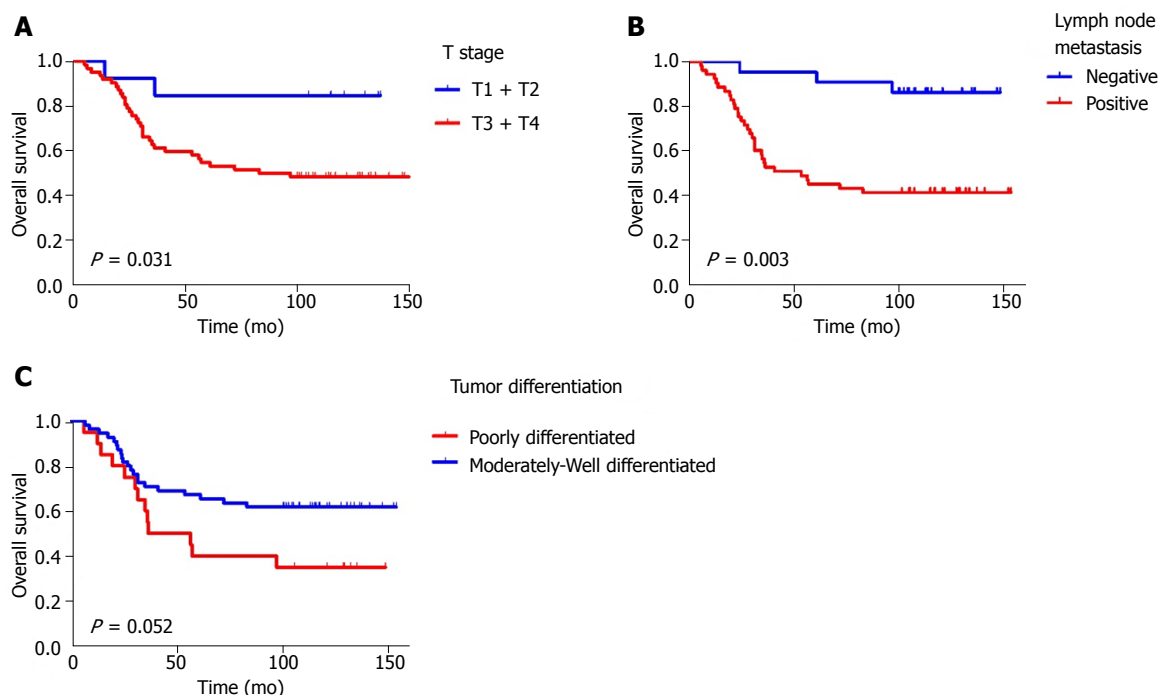 A
T stage
T1 + T2
T3 + T4
Overall survival
1.0
0.8
0.6
0.4
0.2
0.0
P = 0.031
0 50 100 150
Time (mo)
B
Lymph node
metastasis
Negative
Positive
Overall survival
1.0
0.8
0.6
0.4
0.2
0.0
P = 0.003
0 50 100 150
Time (mo)
C
Tumor differentiation
Poorly differentiated
Moderately-Well differentiated
Overall survival
1.0
0.8
0.6
0.4
0.2
0.0
P = 0.052
0 50 100 150
Time (mo)